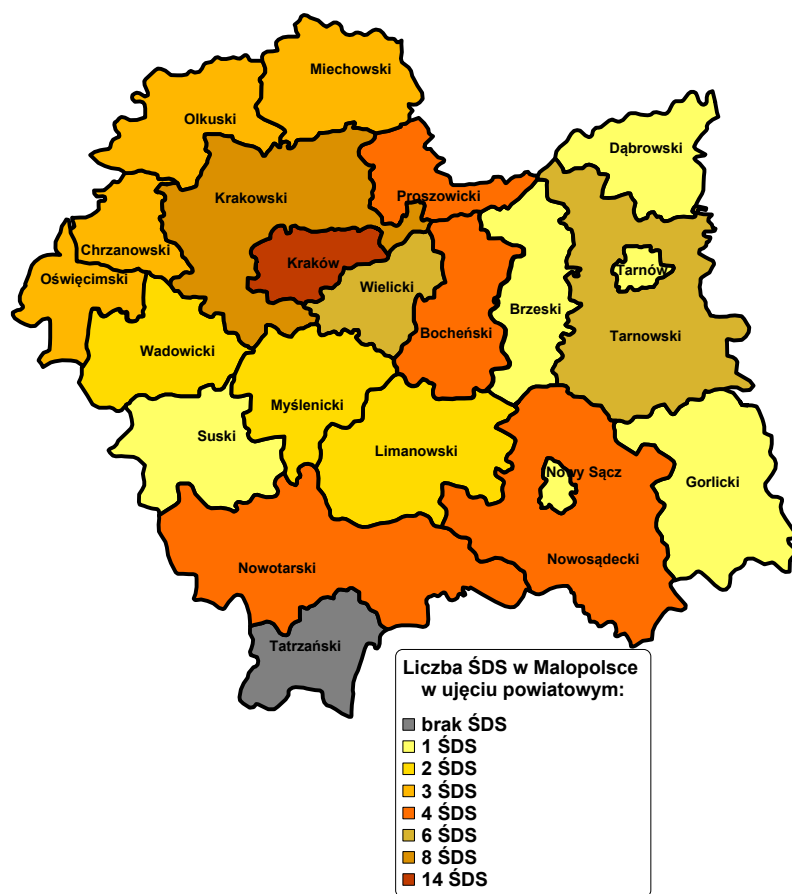 Miechowski
Olkuski
Dąbrowski
Krakowski
Proszowicki
Chrzanowski
Kraków
Tarnów
Oświęcimski
Wielicki
Brzeski
Bocheński
Tarnowski
Wadowicki
Myślenicki
Suski
Limanowski
Nowy Sącz
Gorlicki
Nowotarski
Nowosądecki
Tatrzański
Liczba ŚDS w Malopolsce
w ujęciu powiatowym:
brak ŚDS
1 ŚDS
2 ŚDS
3 ŚDS
4 ŚDS
6 ŚDS
8 ŚDS
14 ŚDS